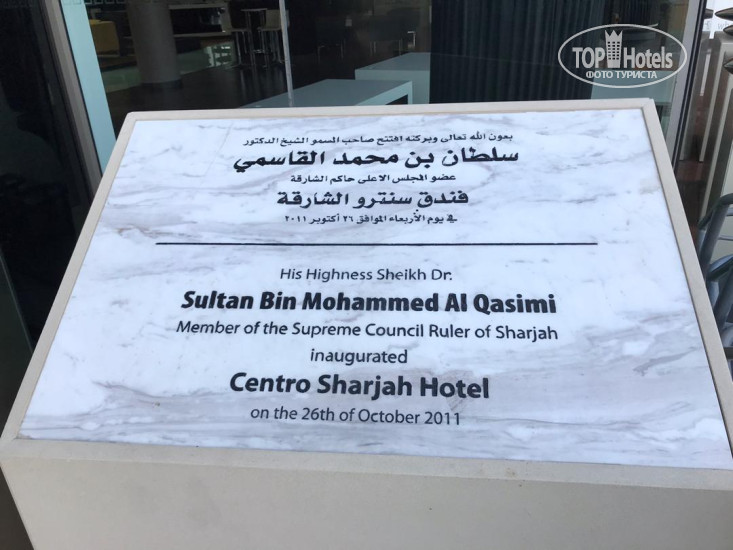 TOP Hotels
ФОТО ТУРИСТА
بعون الله تعالى وبركته افتتح صاحب السمو الشيخ الدكتور
سلطان بن محمد القاسمي
عضو المجلس الاعلى حاكم الشارقة
فندق سنترو الشارقة
في يوم الأربعاء الموافق ٢٦ أكتوبر ٢٠١١
His Highness Sheikh Dr.
Sultan Bin Mohammed Al Qasimi
Member of the Supreme Council Ruler of Sharjah
inaugurated
Centro Sharjah Hotel
on the 26th of October 2011